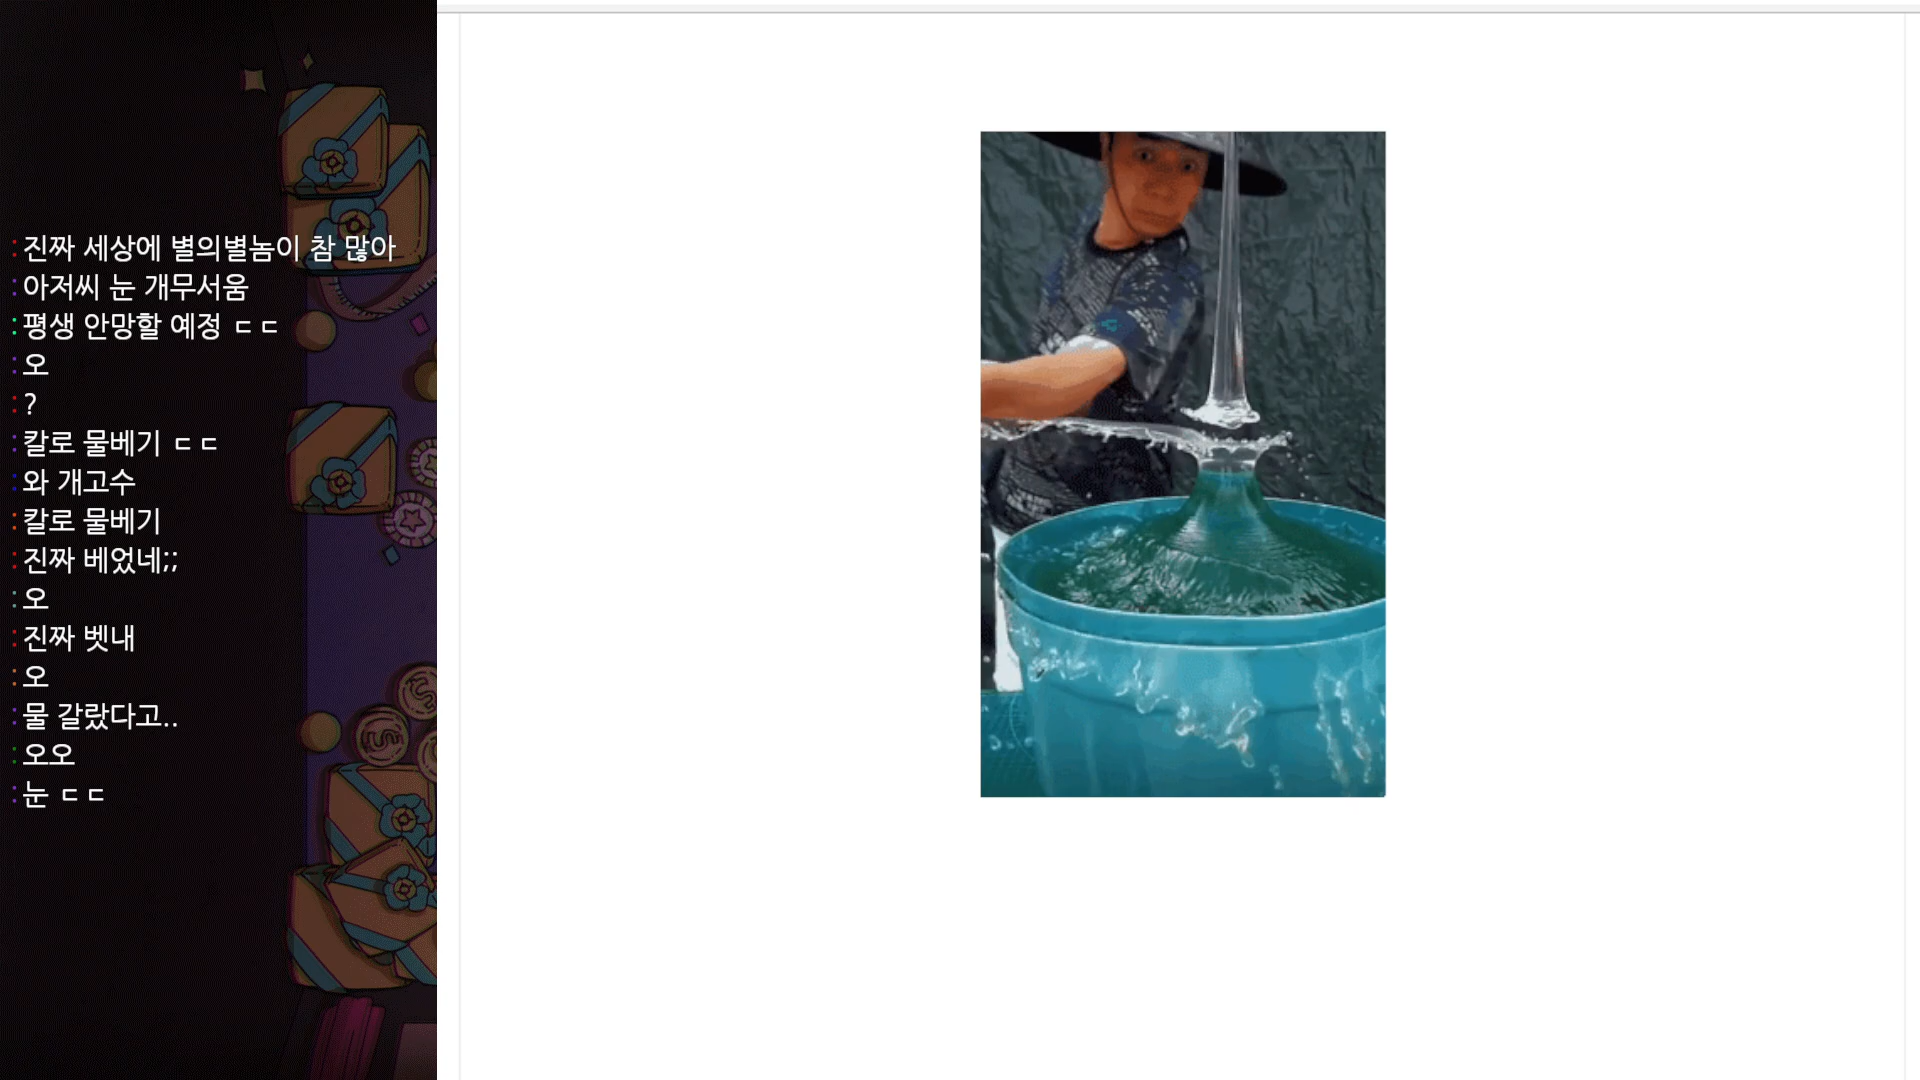 : 진짜 세상에 별의별놈이 참 많아
: 아저씨 눈 개무서움
: 평생 안망할 예정 ㄷㄷ
: 오
: ?
: 칼로 물베기 ㄷㄷ
: 와 개고수
: 칼로 물베기
: 진짜 베었네;;
: 오
: 진짜 벳내
: 오
: 물 갈랐다고..
: 오오
: 눈 ㄷㄷ